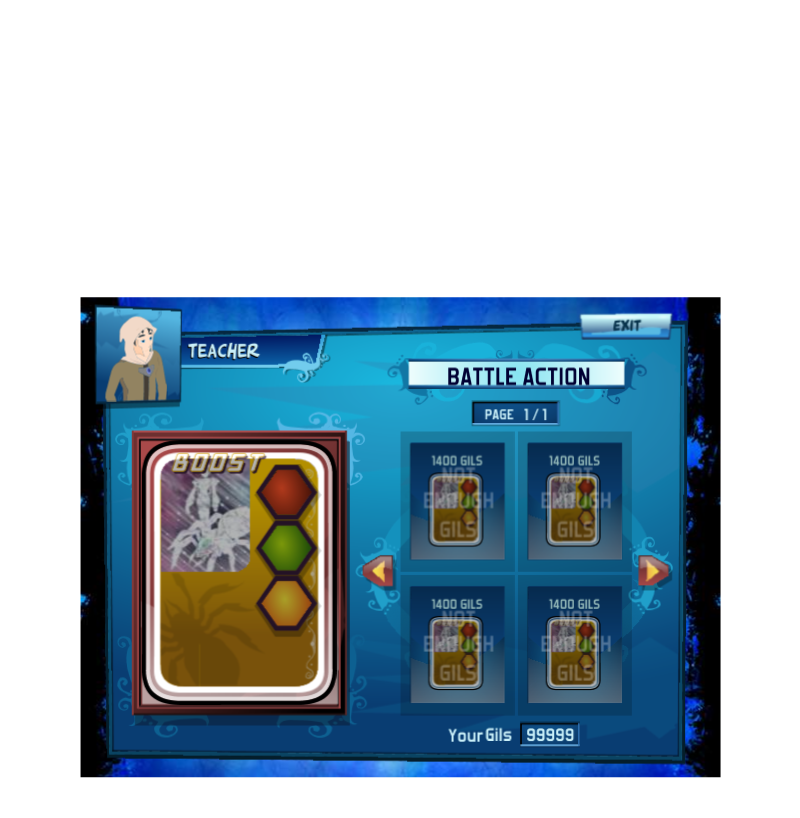 EXIT
TEACHER
BATTLE ACTION
PAGE 1/1
BOOST
1400 GILS
NOT
ENOUGH
GILS
1400 GILS
NOT
ENOUGH
GILS
1400 GILS
NOT
ENOUGH
GILS
1400 GILS
NOT
ENOUGH
GILS
Your Gils 99999